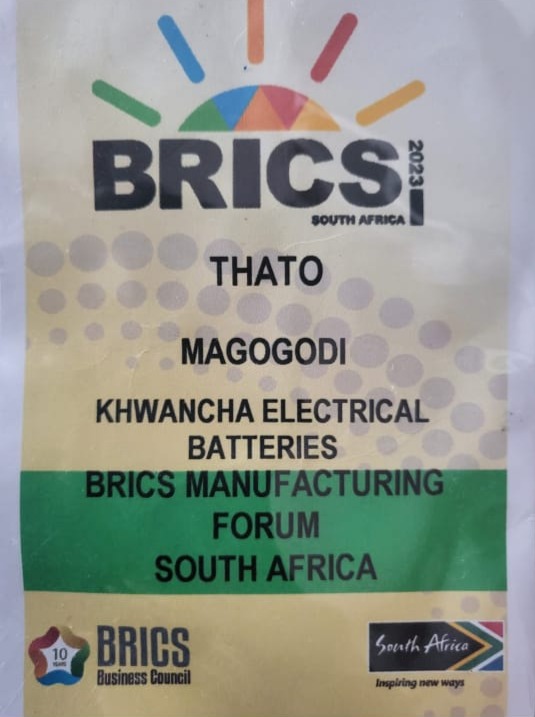 BRICS
2023
SOUTH AFRICA
THATO
MAGOGODI
KHWANCHA ELECTRICAL
BATTERIES
BRICS MANUFACTURING
FORUM
SOUTH AFRICA
10
YEARS
BRICS
Business Council
South Africa
Inspiring new ways